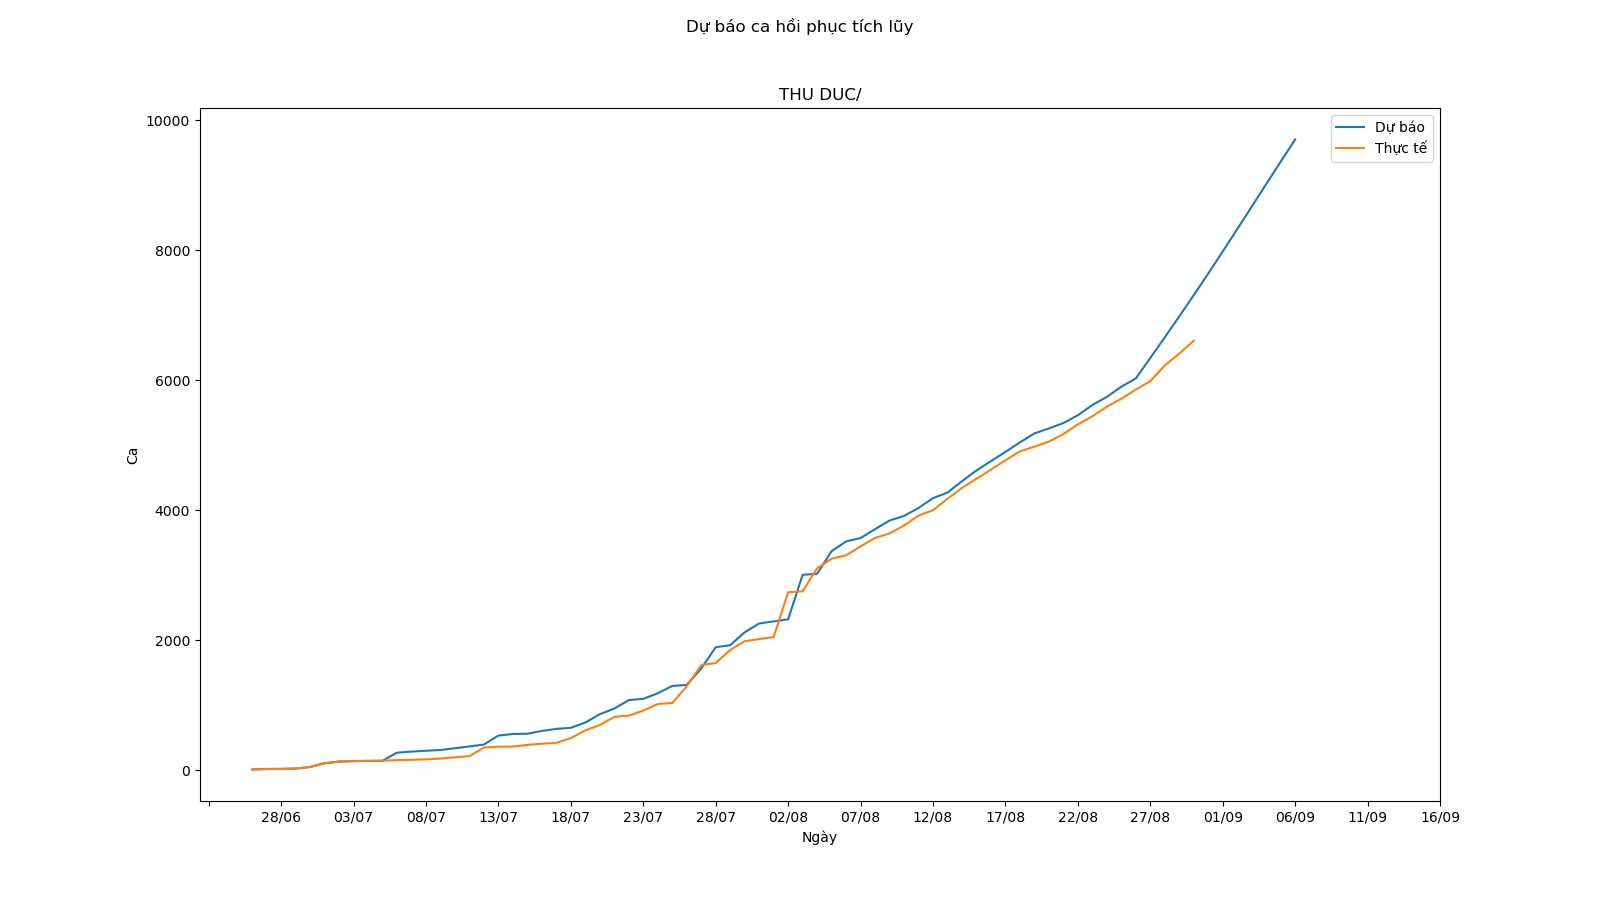 Dự báo ca hồi phục tích lũy
THU DUC/
Dự báo
Thực tế
10000
8000
6000
4000
2000
0
Ca
28/06 03/07 08/07 13/07 18/07 23/07 28/07 02/08 07/08 12/08 17/08 22/08 27/08 01/09 06/09 11/09 16/09
Ngày